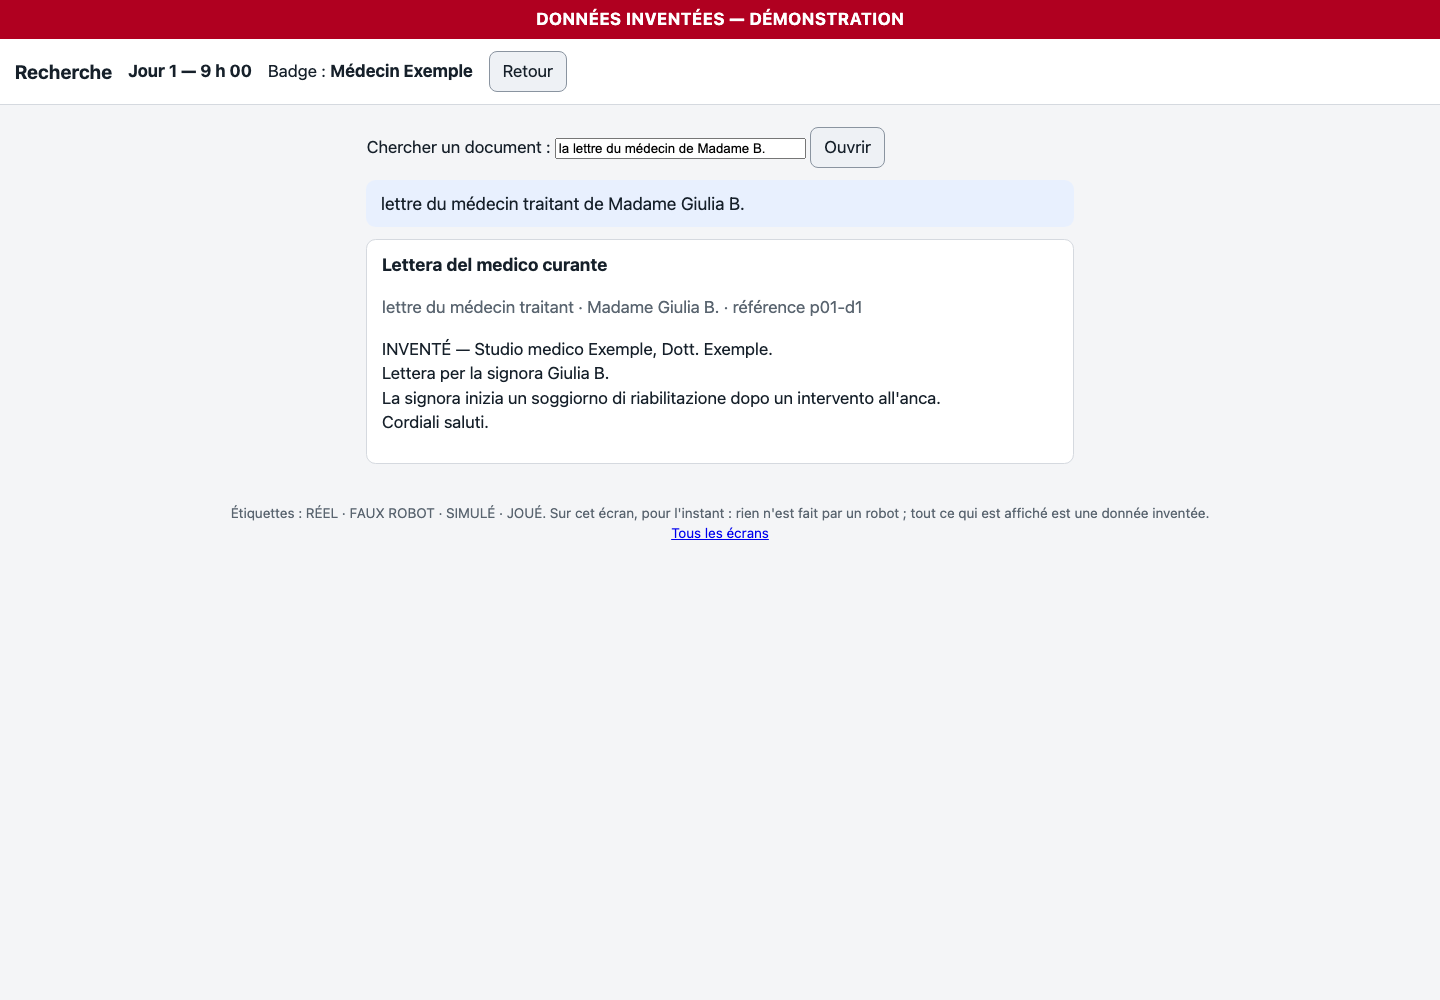 DONNÉES INVENTÉES — DÉMONSTRATION
Recherche Jour 1 — 9 h 00 Badge : Médecin Exemple Retour
Chercher un document : la lettre du médecin de Madame B. Ouvrir
lettre du médecin traitant de Madame Giulia B.
Lettera del medico curante
lettre du médecin traitant · Madame Giulia B. · référence p01-d1
INVENTÉ — Studio medico Exemple, Dott. Exemple.
Lettera per la signora Giulia B.
La signora inizia un soggiorno di riabilitazione dopo un intervento all'anca.
Cordiali saluti.
Étiquettes : RÉEL · FAUX ROBOT · SIMULÉ · JOUÉ. Sur cet écran, pour l'instant : rien n'est fait par un robot ; tout ce qui est affiché est une donnée inventée.
Tous les écrans